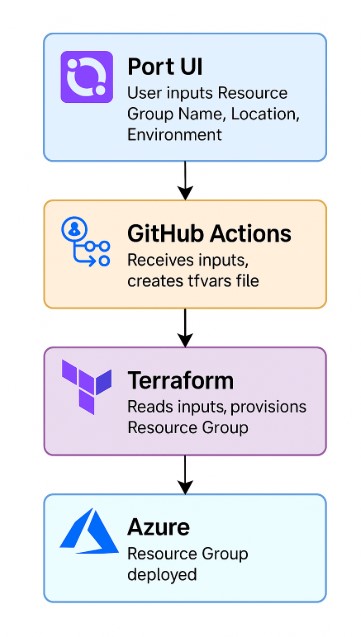 Port UI
User inputs Resource
Group Name, Location,
Environment
GitHub Actions
Receives inputs,
creates tfvars file
Terraform
Reads inputs, provisions
Resource Group
Azure
Resource Group
deployed